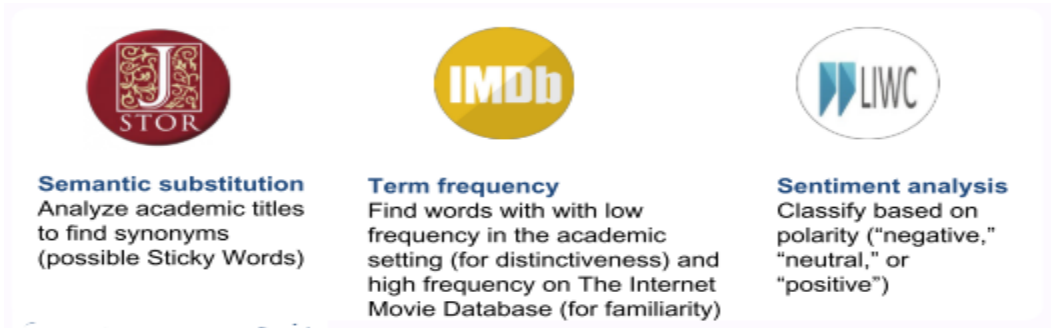 J
STOR
IMDb
LIWC
Semantic substitution
Analyze academic titles
to find synonyms
(possible Sticky Words)
Term frequency
Find words with with low
frequency in the academic
setting (for distinctiveness) and
high frequency on The Internet
Movie Database (for familiarity)
Sentiment analysis
Classify based on
polarity (“negative,”
“neutral,” or
“positive”)